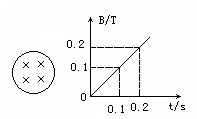 B/T
0.2
0.1
0
0.1 0.2 t/s
× ×
× ×